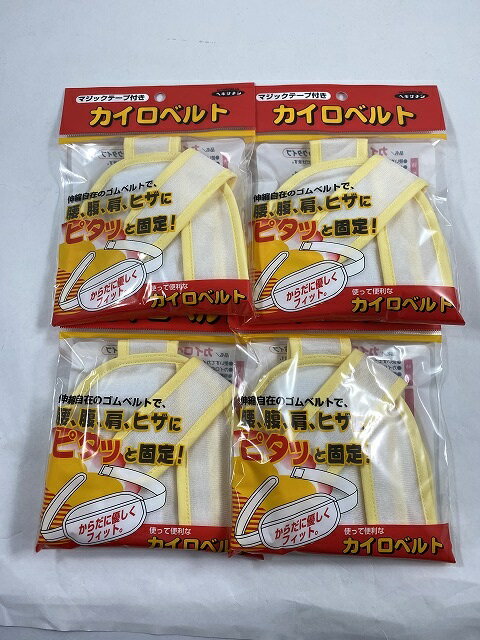 マジックテープ付き
カイロベルト
伸縮自在のゴムベルトで、
腰、腹、肩、ヒザに
ピタッと固定!
からだに優しく
フィット。
使って便利な
カイロベルト
マジックテープ付き
カイロベルト
伸縮自在のゴムベルトで、
腰、腹、肩、ヒザに
ピタッと固定!
からだに優しく
フィット。
使って便利な
カイロベルト
伸縮自在のゴムベルトで、
腰、腹、肩、ヒザに
ピタッと固定!
からだに優しく
フィット。
使って便利な
カイロベルト
伸縮自在のゴムベルトで、
腰、腹、肩、ヒザに
ピタッと固定!
からだに優しく
フィット。
使って便利な
カイロベルト